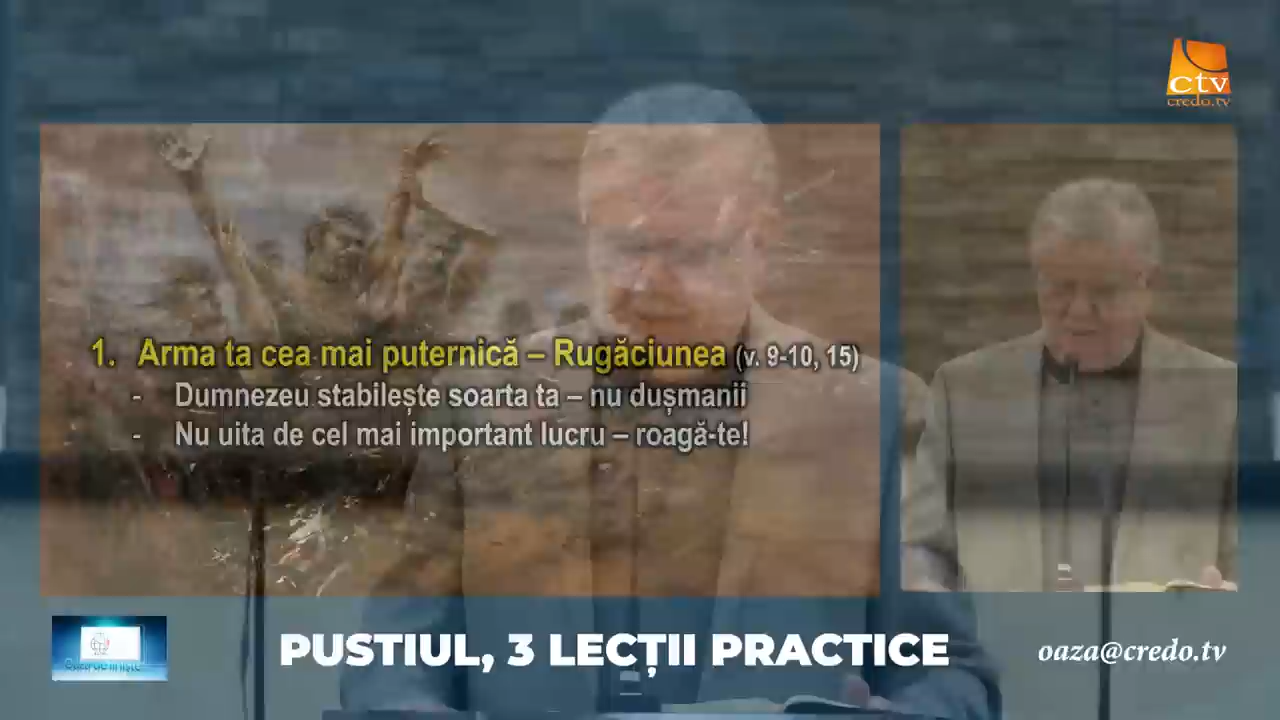 ctv
credo.tv
1. Arma ta cea mai puternică – Rugăciunea (v. 9-10, 15)
- Dumnezeu stabilește soarta ta – nu dușmanii
- Nu uita de cel mai important lucru – roagă-te!
PUSTIUL, 3 LECȚII PRACTICE
oaza@credo.tv